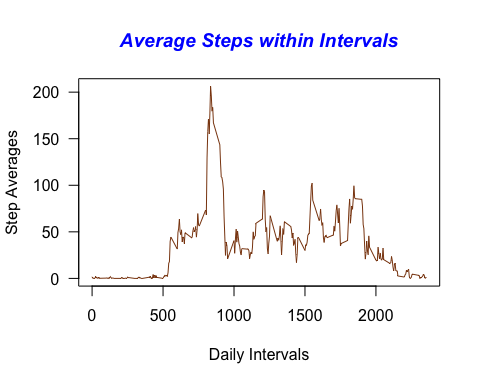 Average Steps within Intervals
Step Averages
200
150
100
50
0
0 500 1000 1500 2000
Daily Intervals